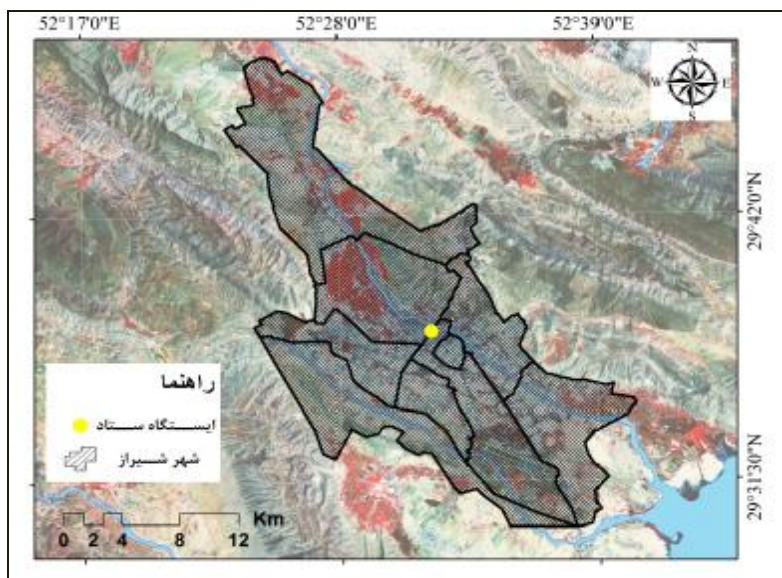 52°17'0"E 52°28'0"E 52°39'0"E
N
W E
S
29°42'0"N
29°31'30"N
راهنما
ایستگاه ستاد
شهر شیراز
Km
0 2 4 8 12